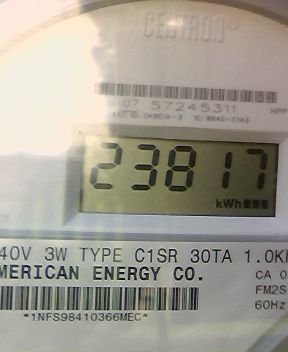 CENTRON®
07 57245311
23817
kWh
40V 3W TYPE C1SR 30TA 1.0K
MERICAN ENERGY CO.
CA 0
FM2S
60Hz
*1NFS98410366MEC*